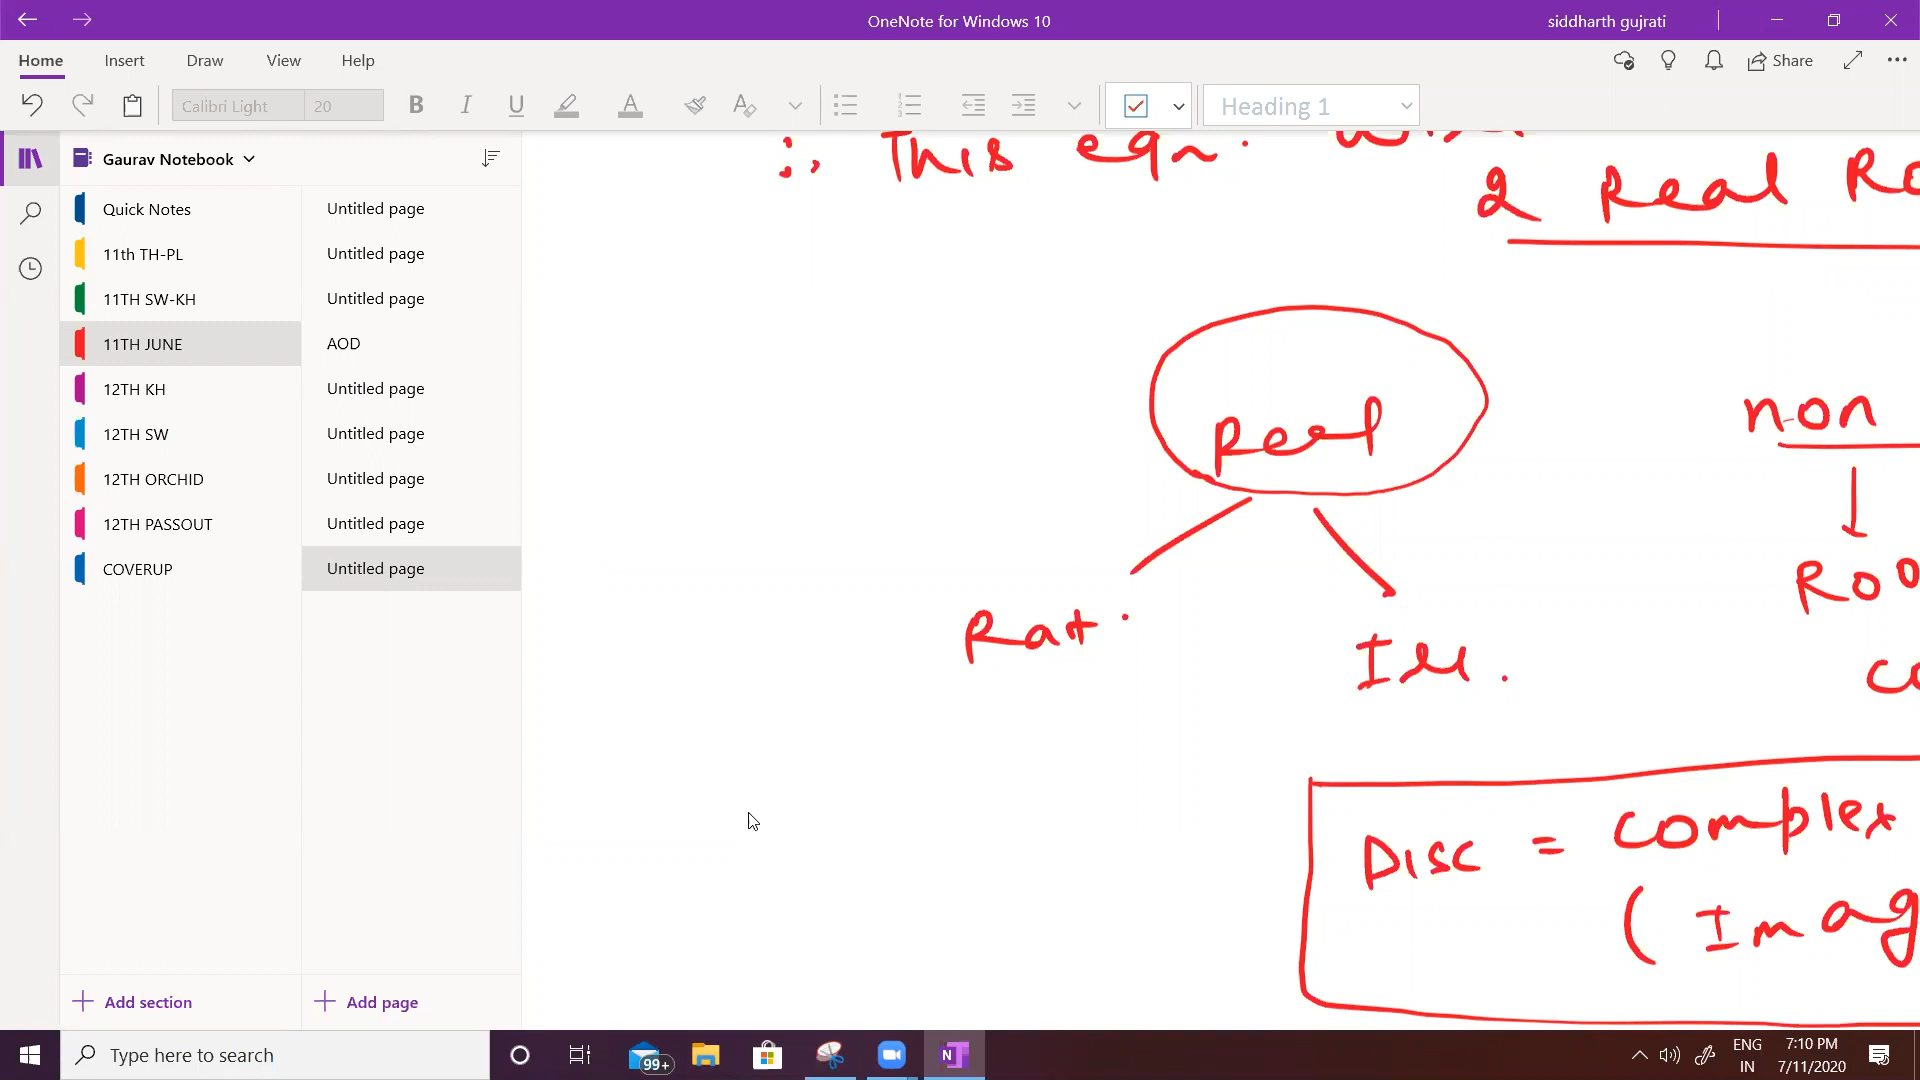 OneNote for Windows 10
siddharth gujrati
Home Insert Draw View Help
Share
Calibri Light 20
B I U A
Heading 1
Gaurav Notebook
Quick Notes
11th TH-PL
11TH SW-KH
11TH JUNE
12TH KH
12TH SW
12TH ORCHID
12TH PASSOUT
COVERUP
Untitled page
Untitled page
Untitled page
AOD
Untitled page
Untitled page
Untitled page
Untitled page
Untitled page
Add section
Add page
∴, This eqn.
2 Real Ro
Real
non
Rat.
Irr.
Roo
Co
Disc = complex
( Imag
Type here to search
99+
ENG
IN
7:10 PM
7/11/2020